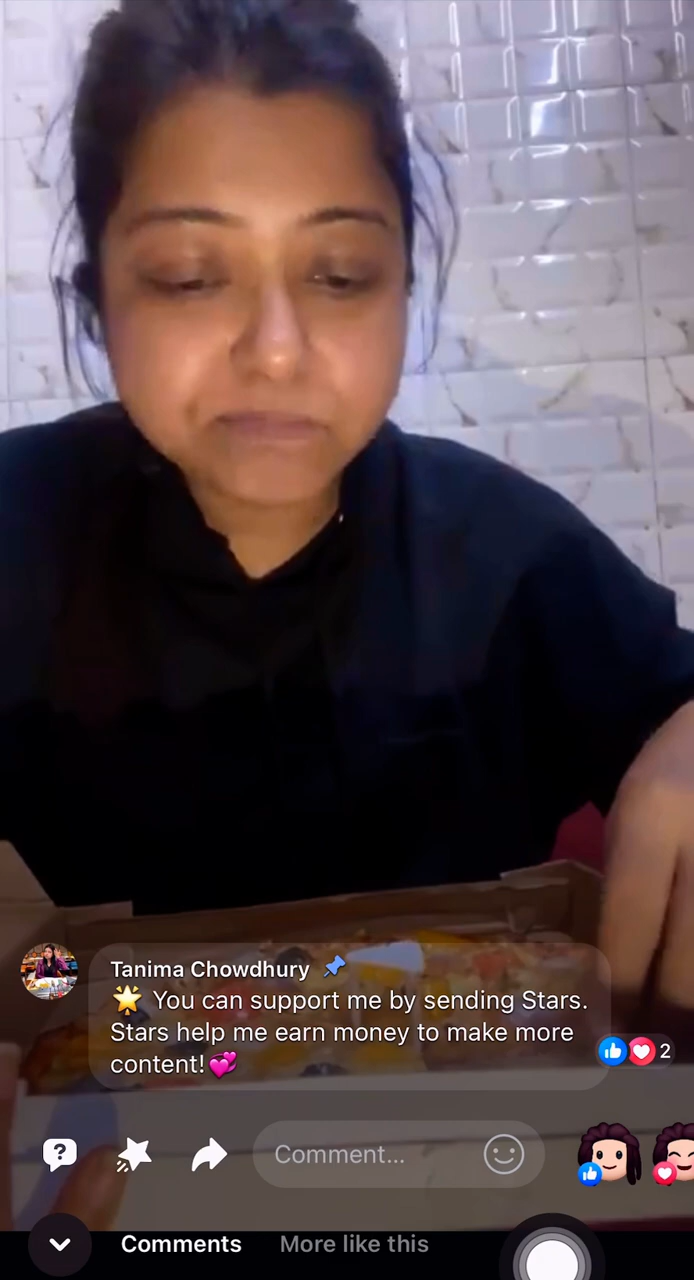 Tanima Chowdhury 📌
🌟 You can support me by sending Stars.
Stars help me earn money to make more
content!💞
2
?
Comment...
Comments
More like this